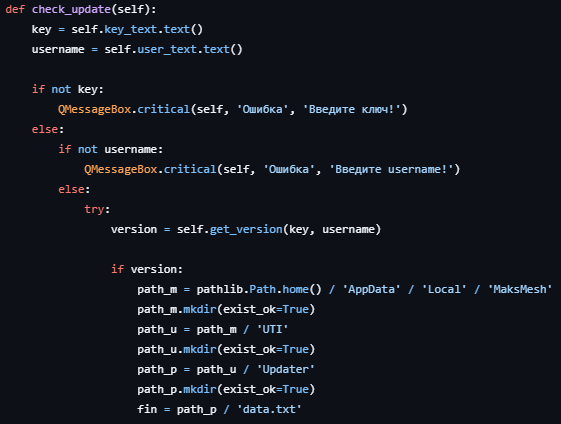 def check_update(self):
    key = self.key_text.text()
    username = self.user_text.text()

    if not key:
        QMessageBox.critical(self, 'Ошибка', 'Введите ключ!')
    else:
        if not username:
            QMessageBox.critical(self, 'Ошибка', 'Введите username!')
        else:
            try:
                version = self.get_version(key, username)

                if version:
                    path_m = pathlib.Path.home() / 'AppData' / 'Local' / 'MaksMesh'
                    path_m.mkdir(exist_ok=True)
                    path_u = path_m / 'UTI'
                    path_u.mkdir(exist_ok=True)
                    path_p = path_u / 'Updater'
                    path_p.mkdir(exist_ok=True)
                    fin = path_p / 'data.txt'